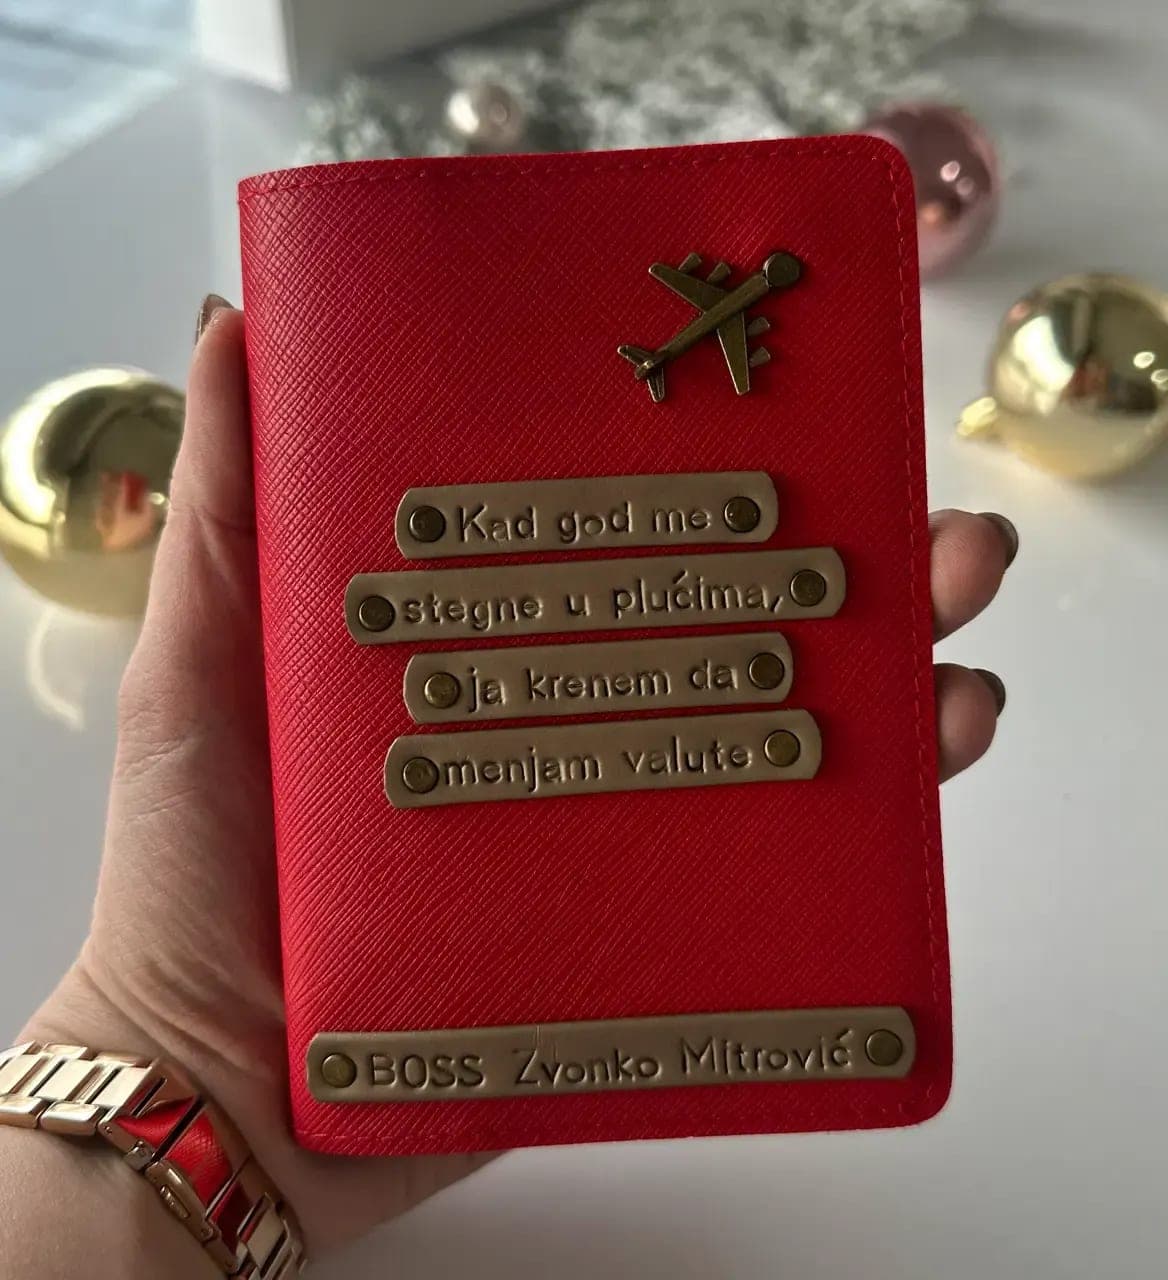 Kad god me
stegne u plućima,
ja krenem da
menjam valute
BOSS Zvonko Mitrović